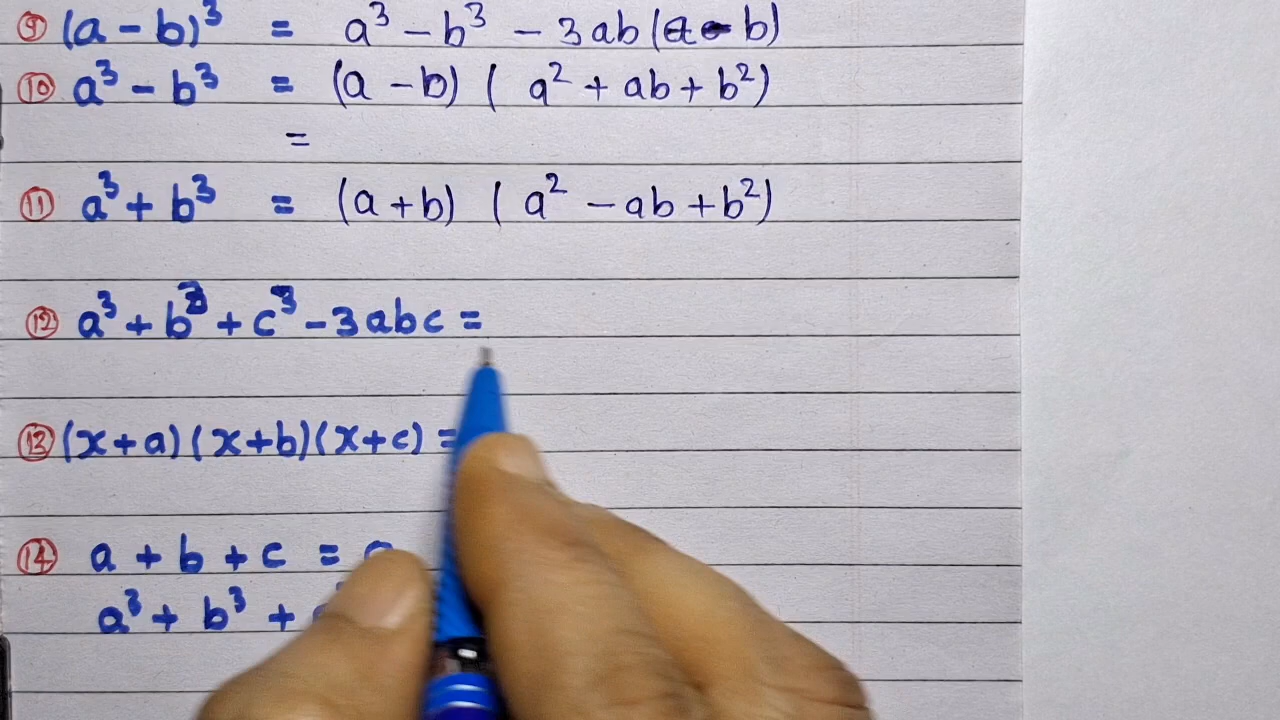 ⑨ (a - b)³ = a³ - b³ - 3ab(a - b)
⑩ a³ - b³ = (a - b) ( a² + ab + b²)
=
⑪ a³ + b³ = (a + b) ( a² - ab + b²)
⑫ a³ + b³ + c³ - 3abc =
⑬ (x + a) (x + b) (x + c) =
⑭ a + b + c =
a³ + b³ +